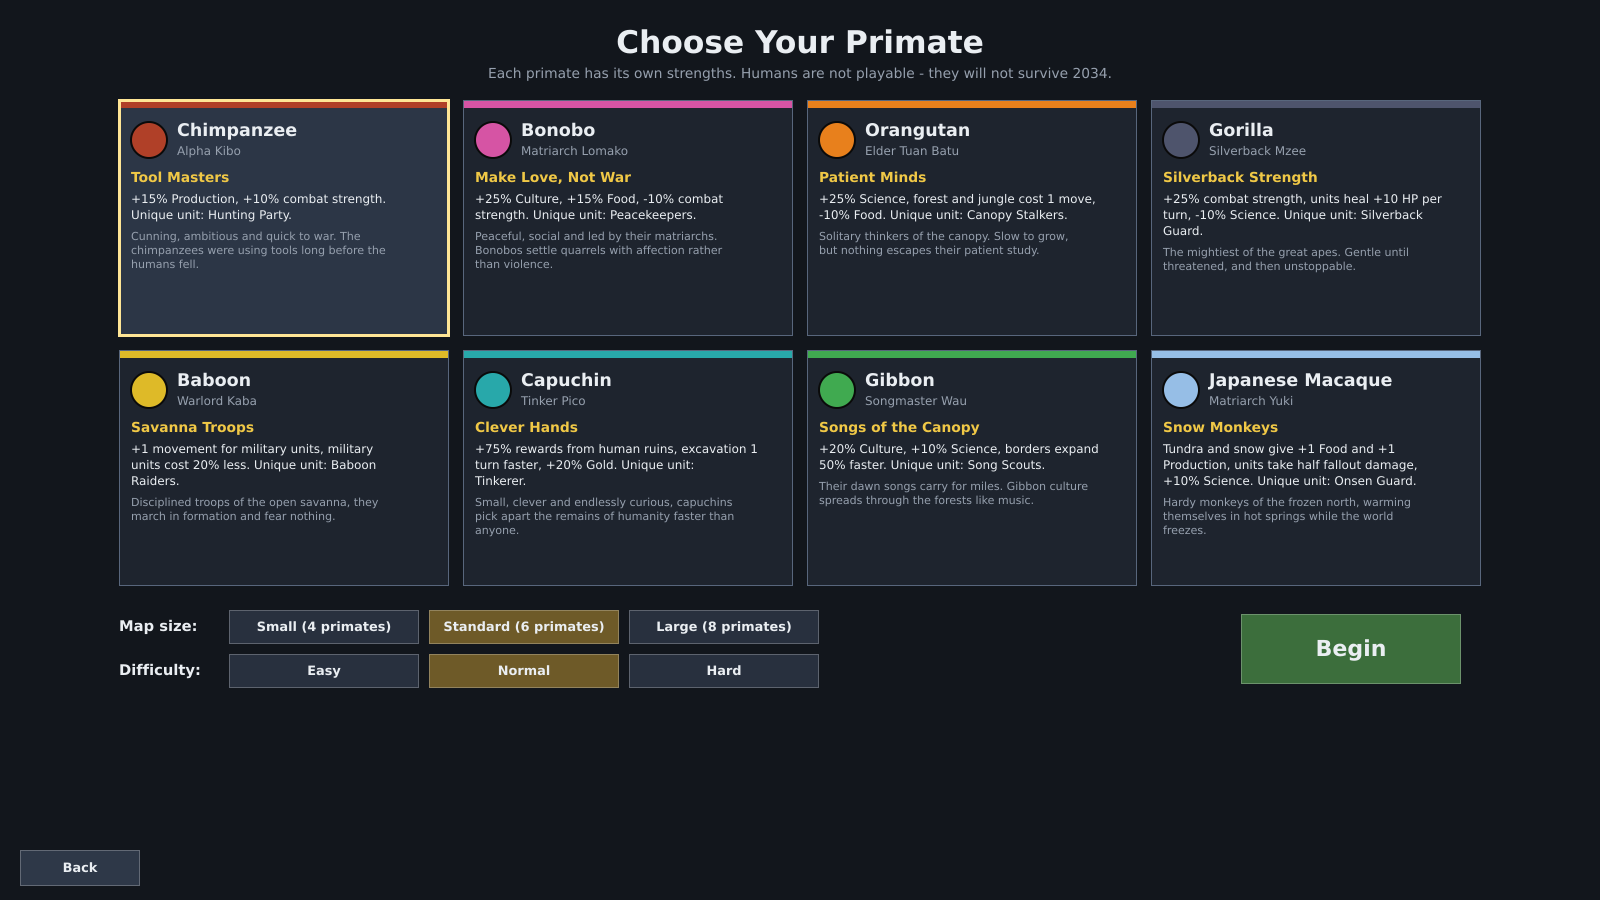 Choose Your Primate
Each primate has its own strengths. Humans are not playable - they will not survive 2034.
Chimpanzee
Alpha Kibo
Tool Masters
+15% Production, +10% combat strength.
Unique unit: Hunting Party.
Cunning, ambitious and quick to war. The
chimpanzees were using tools long before the
humans fell.
Bonobo
Matriarch Lomako
Make Love, Not War
+25% Culture, +15% Food, -10% combat
strength. Unique unit: Peacekeepers.
Peaceful, social and led by their matriarchs.
Bonobos settle quarrels with affection rather
than violence.
Orangutan
Elder Tuan Batu
Patient Minds
+25% Science, forest and jungle cost 1 move,
-10% Food. Unique unit: Canopy Stalkers.
Solitary thinkers of the canopy. Slow to grow,
but nothing escapes their patient study.
Gorilla
Silverback Mzee
Silverback Strength
+25% combat strength, units heal +10 HP per
turn, -10% Science. Unique unit: Silverback
Guard.
The mightiest of the great apes. Gentle until
threatened, and then unstoppable.
Baboon
Warlord Kaba
Savanna Troops
+1 movement for military units, military
units cost 20% less. Unique unit: Baboon
Raiders.
Disciplined troops of the open savanna, they
march in formation and fear nothing.
Capuchin
Tinker Pico
Clever Hands
+75% rewards from human ruins, excavation 1
turn faster, +20% Gold. Unique unit:
Tinkerer.
Small, clever and endlessly curious, capuchins
pick apart the remains of humanity faster than
anyone.
Gibbon
Songmaster Wau
Songs of the Canopy
+20% Culture, +10% Science, borders expand
50% faster. Unique unit: Song Scouts.
Their dawn songs carry for miles. Gibbon culture
spreads through the forests like music.
Japanese Macaque
Matriarch Yuki
Snow Monkeys
Tundra and snow give +1 Food and +1
Production, units take half fallout damage,
+10% Science. Unique unit: Onsen Guard.
Hardy monkeys of the frozen north, warming
themselves in hot springs while the world
freezes.
Map size:
Small (4 primates)
Standard (6 primates)
Large (8 primates)
Difficulty:
Easy
Normal
Hard
Begin
Back